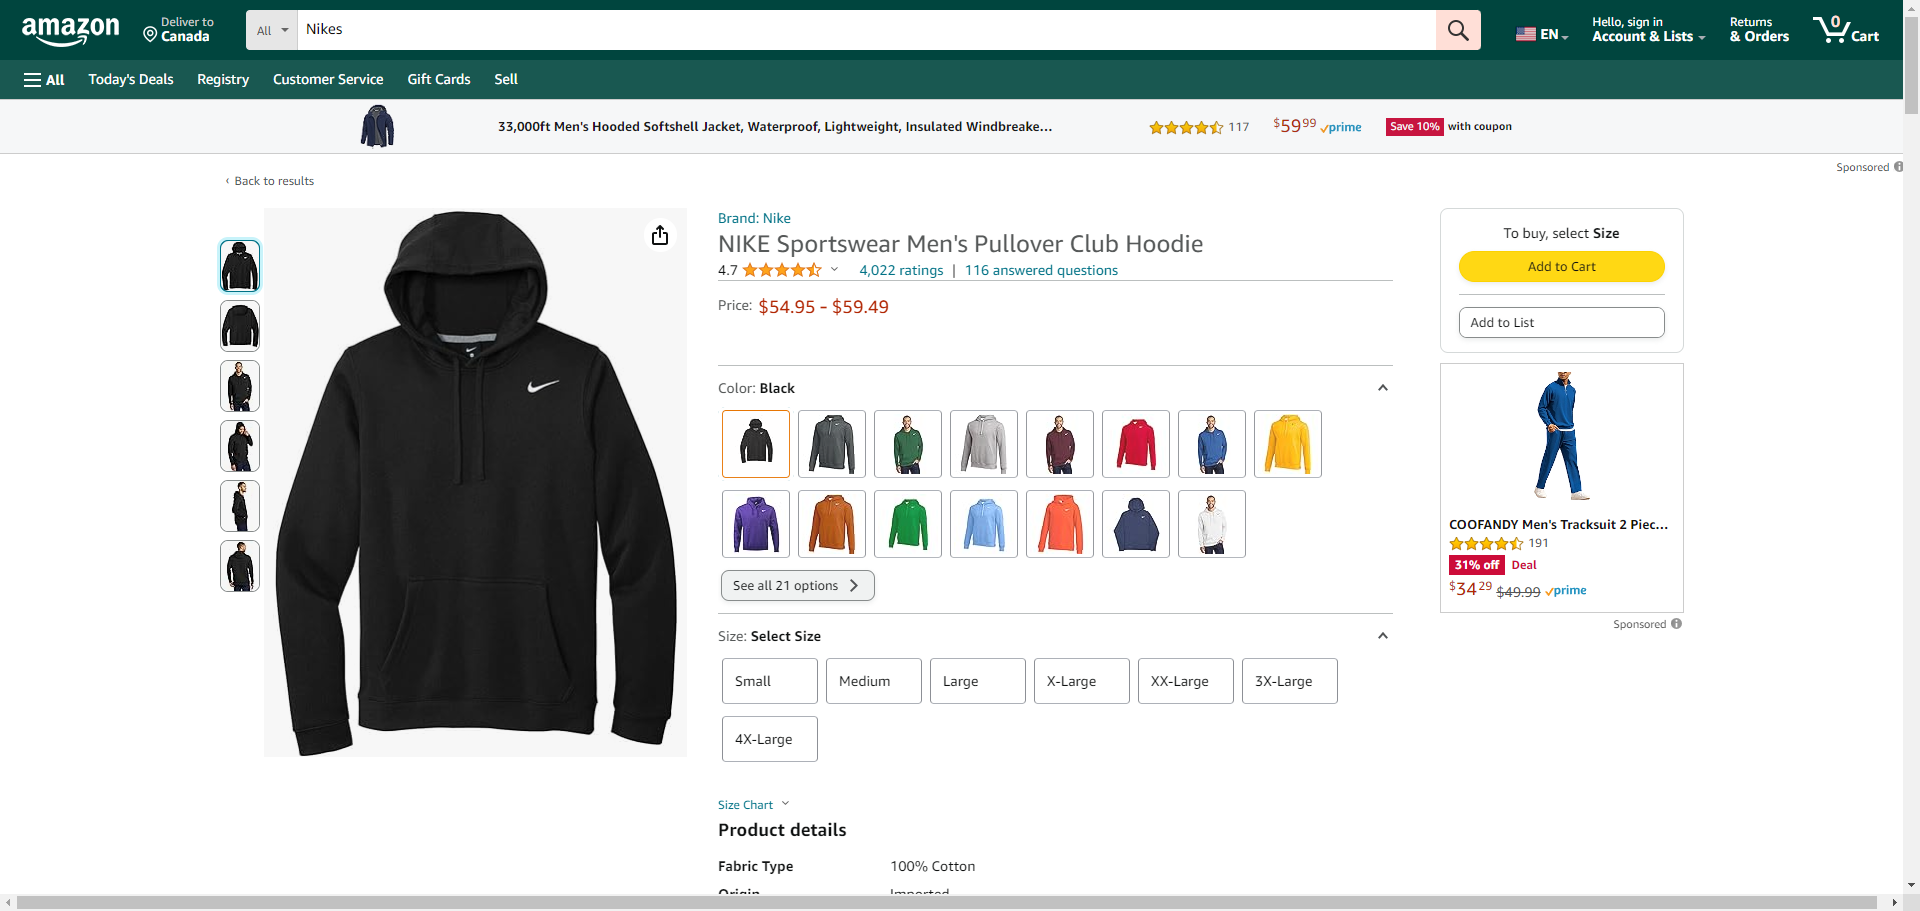 amazon
Deliver to
Canada
All
Nikes
EN
Hello, sign in
Account & Lists
Returns
& Orders
0
Cart
All
Today's Deals
Registry
Customer Service
Gift Cards
Sell
33,000ft Men's Hooded Softshell Jacket, Waterproof, Lightweight, Insulated Windbreake...
117
$59 99
prime
Save 10% with coupon
Sponsored
‹ Back to results
Brand: Nike
NIKE Sportswear Men's Pullover Club Hoodie
4.7
4,022 ratings | 116 answered questions
Price: $54.95 - $59.49
Color: Black
See all 21 options
Size: Select Size
Small
Medium
Large
X-Large
XX-Large
3X-Large
4X-Large
Size Chart
Product details
Fabric Type 100% Cotton
Origin Imported
To buy, select Size
Add to Cart
Add to List
COOFANDY Men's Tracksuit 2 Piec...
191
31% off Deal
$34 29 $49.99 prime
Sponsored